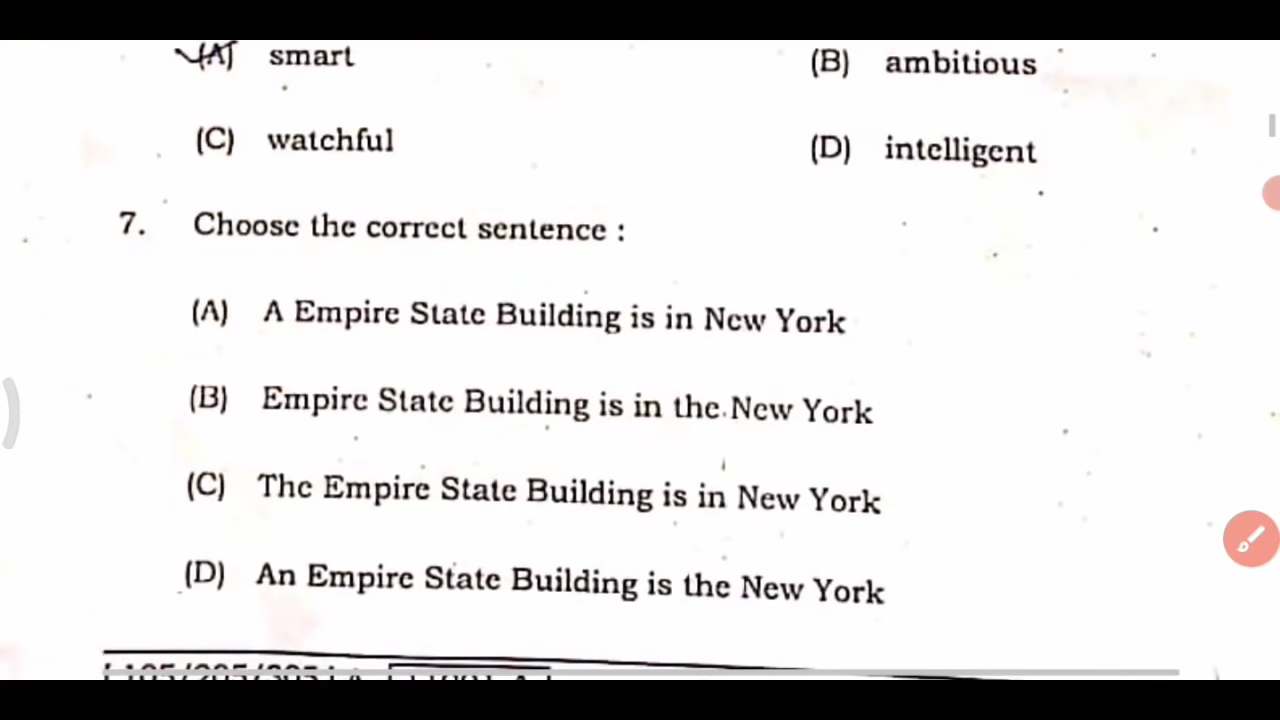 (A) smart (B) ambitious
(C) watchful (D) intelligent
7. Choose the correct sentence :
(A) A Empire State Building is in New York
(B) Empire State Building is in the New York
(C) The Empire State Building is in New York
(D) An Empire State Building is the New York